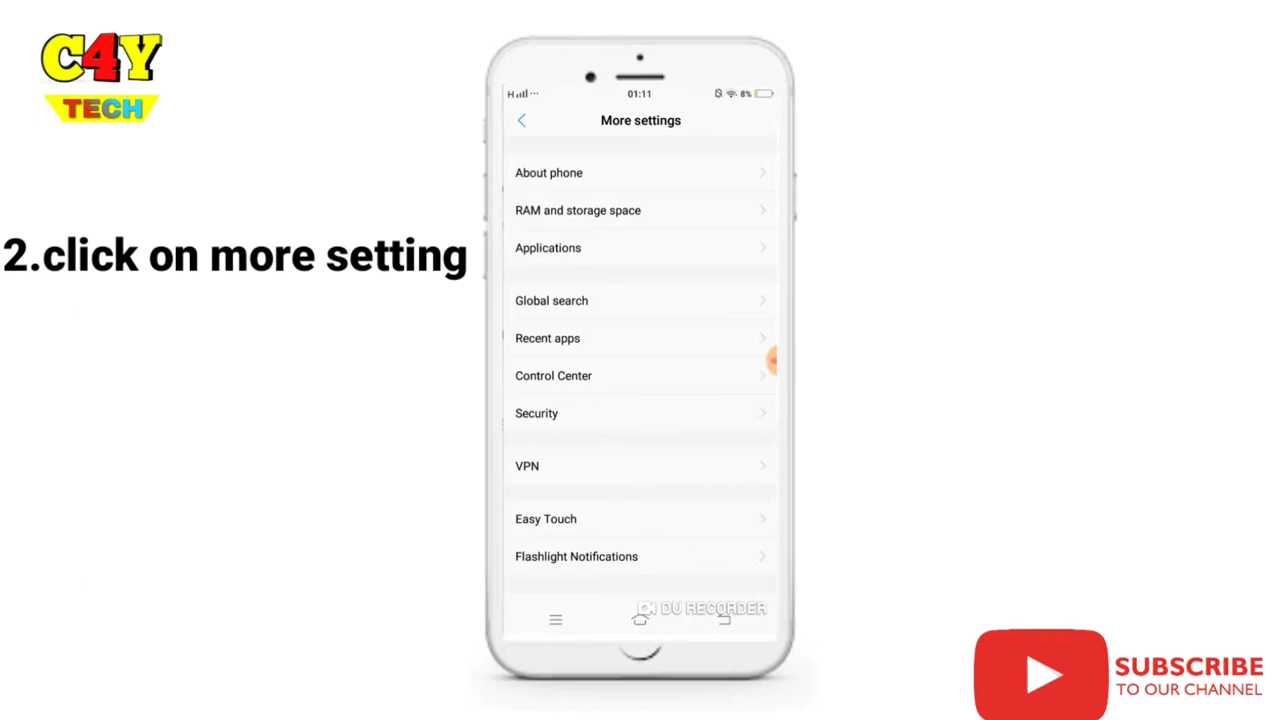 C4Y
TECH
2.click on more setting
H
01:11
8%
More settings
About phone
RAM and storage space
Applications
Global search
Recent apps
Control Center
Security
VPN
Easy Touch
Flashlight Notifications
DU RECORDER
SUBSCRIBE
TO OUR CHANNEL